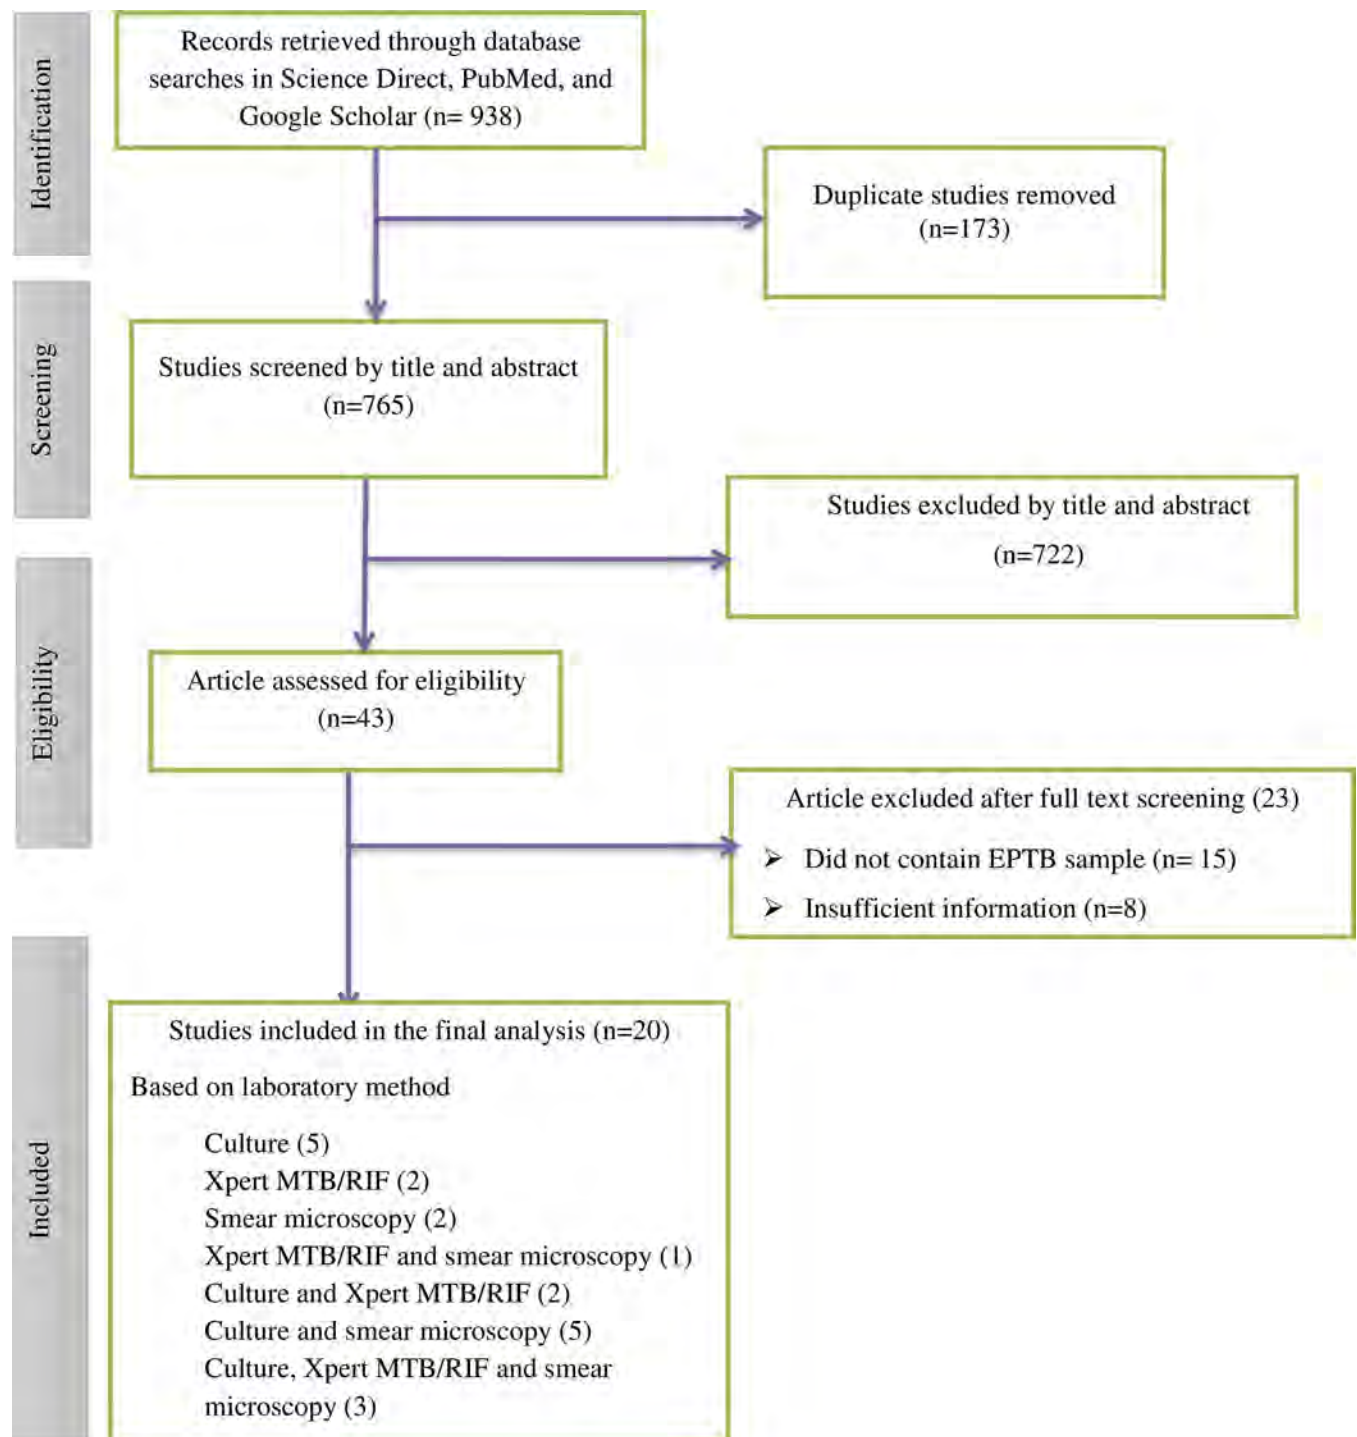 Identification
Records retrieved through database
searches in Science Direct, PubMed, and
Google Scholar (n= 938)
Duplicate studies removed
(n=173)
Screening
Studies screened by title and abstract
(n=765)
Studies excluded by title and abstract
(n=722)
Eligibility
Article assessed for eligibility
(n=43)
Article excluded after full text screening (23)
➢ Did not contain EPTB sample (n= 15)
➢ Insufficient information (n=8)
Included
Studies included in the final analysis (n=20)
Based on laboratory method
Culture (5)
Xpert MTB/RIF (2)
Smear microscopy (2)
Xpert MTB/RIF and smear microscopy (1)
Culture and Xpert MTB/RIF (2)
Culture and smear microscopy (5)
Culture, Xpert MTB/RIF and smear
microscopy (3)